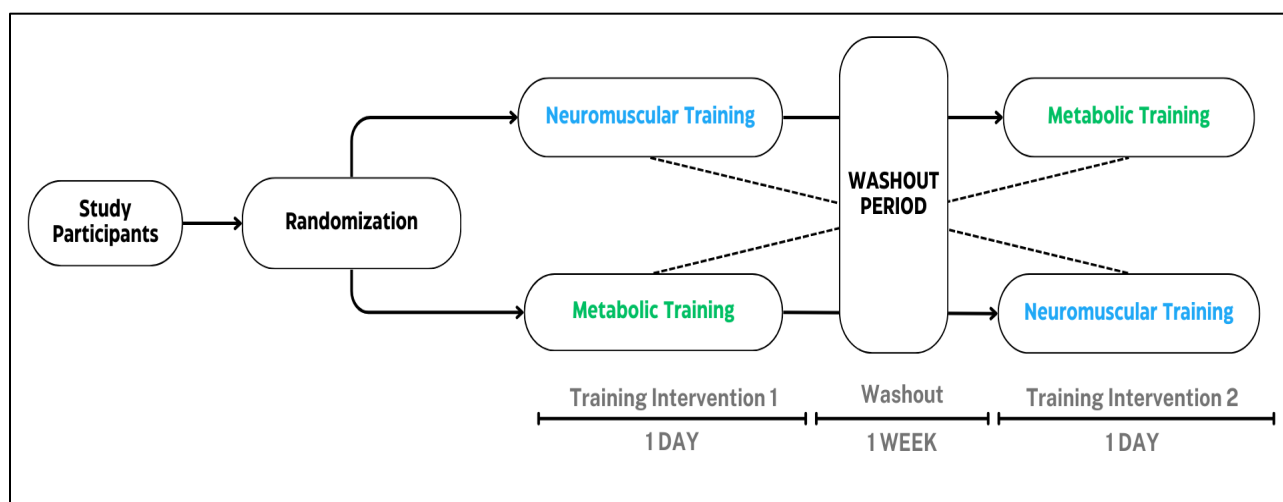 Study
Participants
Randomization
Neuromuscular Training
Metabolic Training
WASHOUT
PERIOD
Metabolic Training
Neuromuscular Training
Training Intervention 1
Washout
Training Intervention 2
1 DAY
1 WEEK
1 DAY